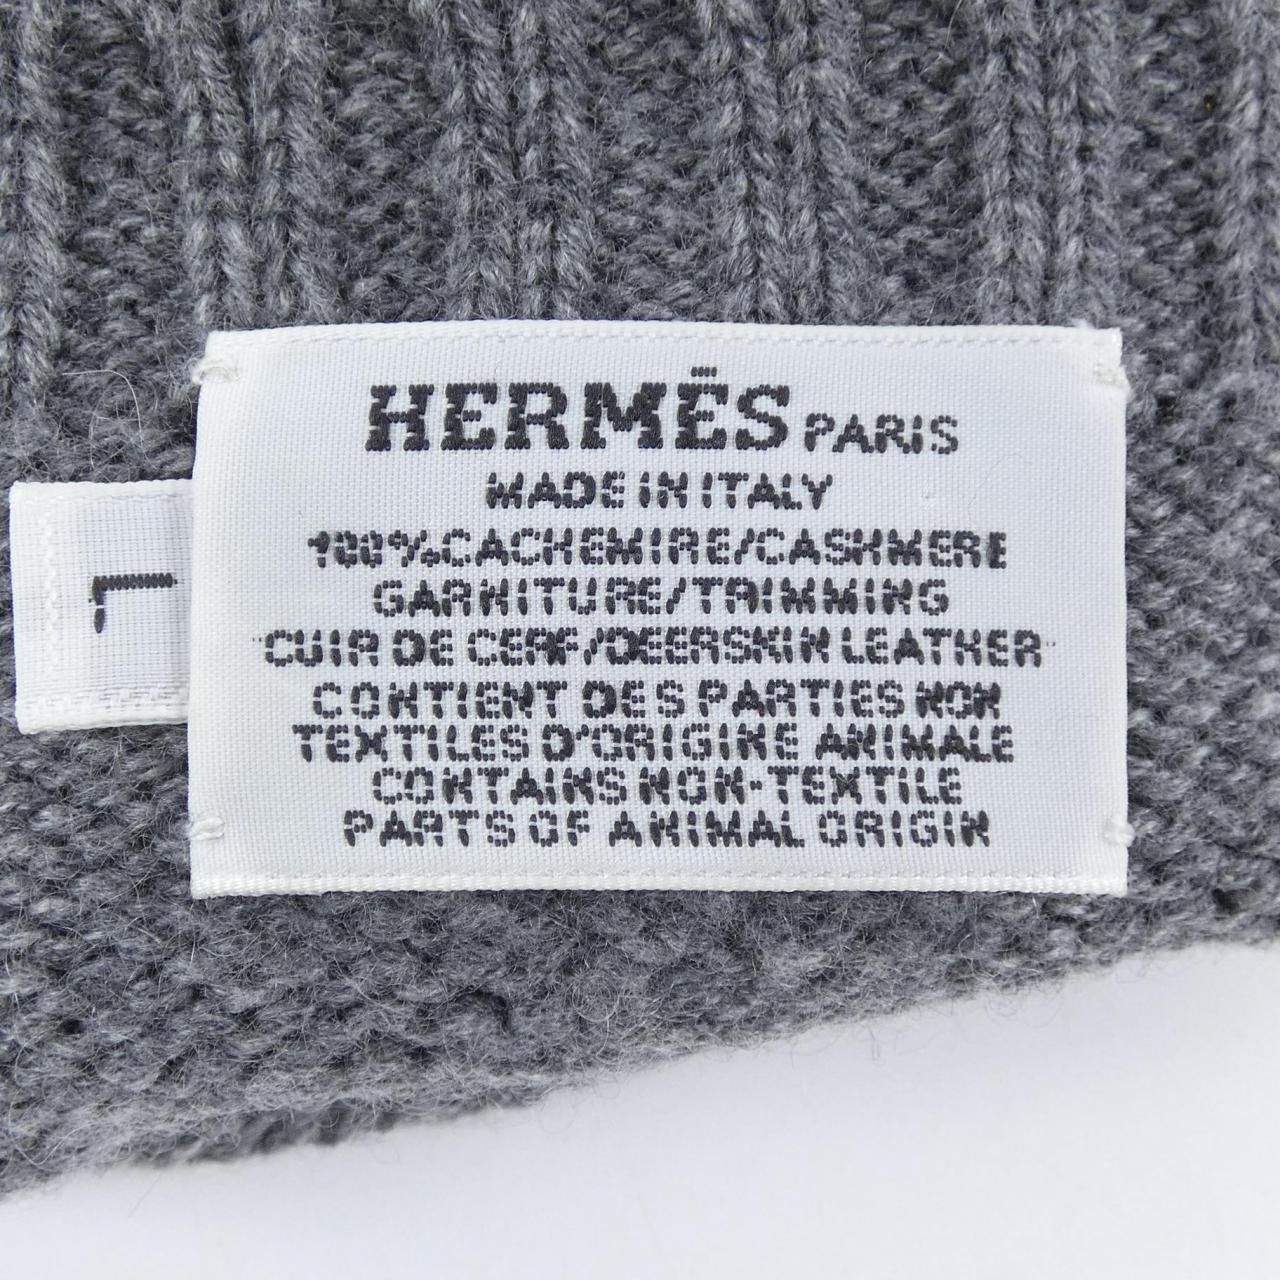 HERMÈS PARIS
MADE IN ITALY
100%CACHEMIRE/CASHMERE
GARNITURE/TRIMMING
"CUIR DE CERF/DEERSKIN LEATHER"
CONTIENT DES PARTIES NON
TEXTILES D'ORIGINE ANIMALE
CONTAINS NON-TEXTILE
PARTS OF ANIMAL ORIGIN
L